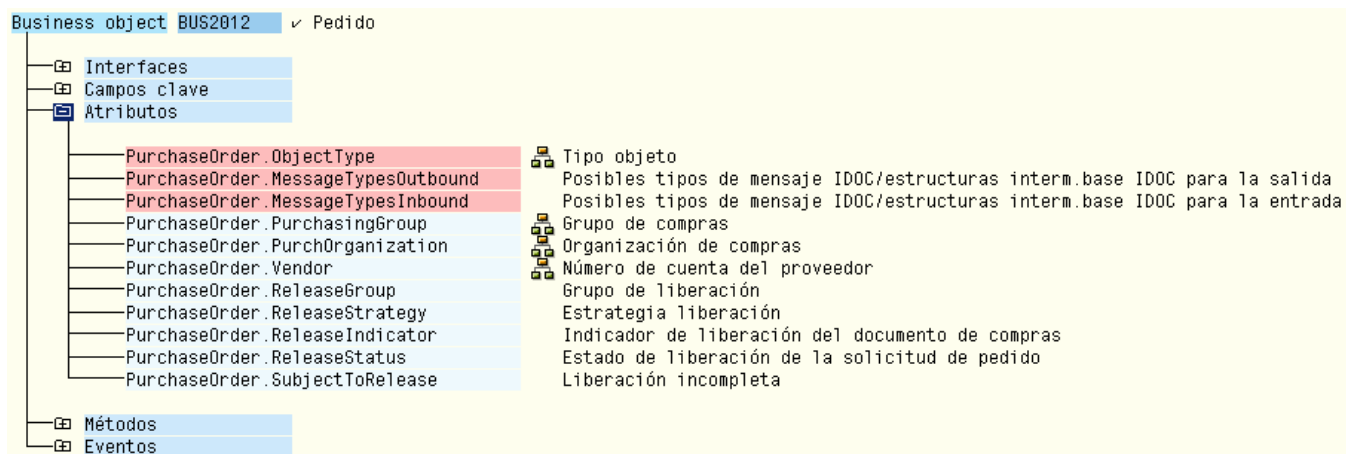 Business object BUS2012 ✓ Pedido
Interfaces
Campos clave
Atributos
PurchaseOrder.ObjectType Tipo objeto
PurchaseOrder.MessageTypesOutbound Posibles tipos de mensaje IDOC/estructuras interm.base IDOC para la salida
PurchaseOrder.MessageTypesInbound Posibles tipos de mensaje IDOC/estructuras interm.base IDOC para la entrada
PurchaseOrder.PurchasingGroup Grupo de compras
PurchaseOrder.PurchOrganization Organización de compras
PurchaseOrder.Vendor Número de cuenta del proveedor
PurchaseOrder.ReleaseGroup Grupo de liberación
PurchaseOrder.ReleaseStrategy Estrategia liberación
PurchaseOrder.ReleaseIndicator Indicador de liberación del documento de compras
PurchaseOrder.ReleaseStatus Estado de liberación de la solicitud de pedido
PurchaseOrder.SubjectToRelease Liberación incompleta
Métodos
Eventos